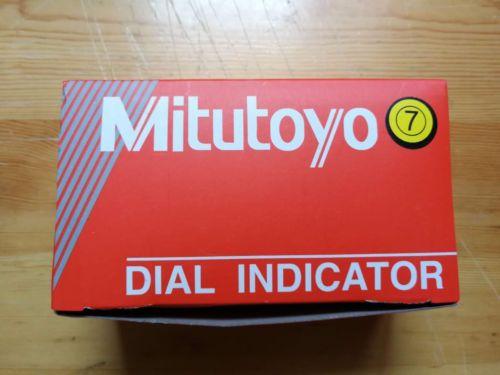 Mitutoyo
7
DIAL INDICATOR